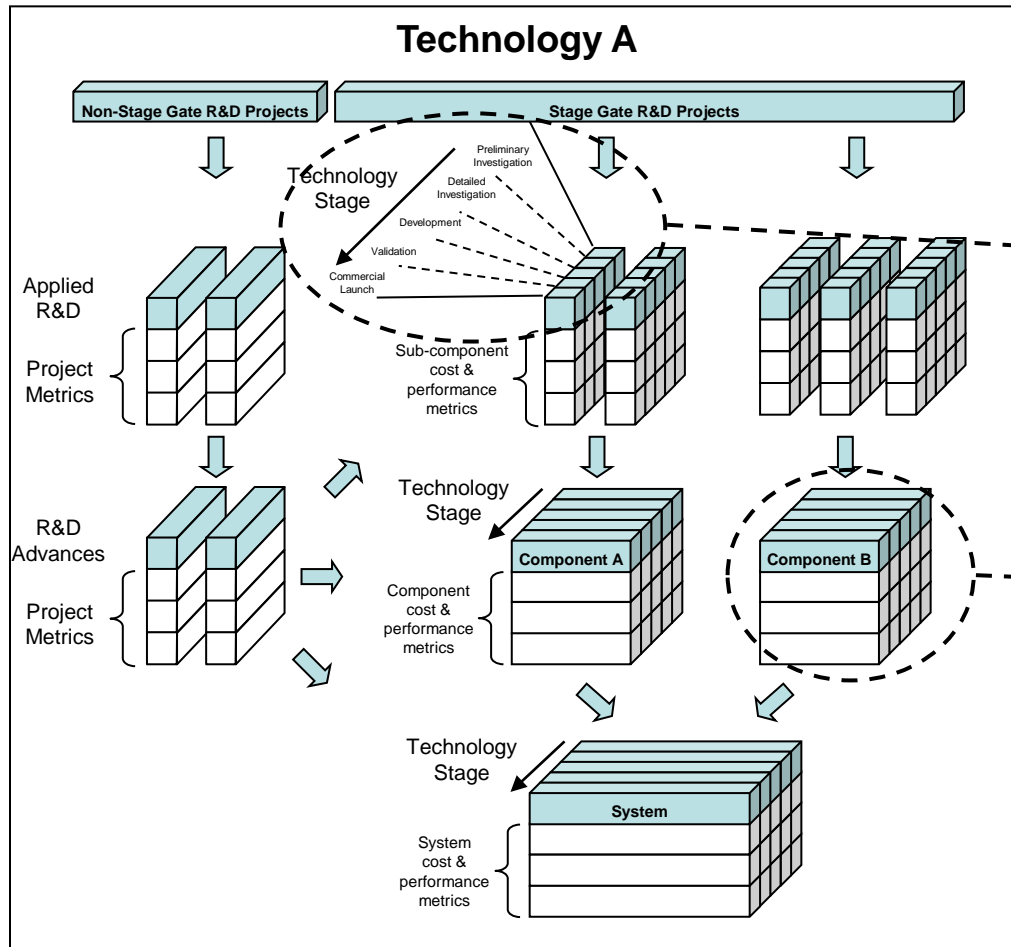 Technology A
Non-Stage Gate R&D Projects
Stage Gate R&D Projects
Technology
Stage
Preliminary
Investigation
Detailed
Investigation
Development
Validation
Commercial
Launch
Applied
R&D
Project
Metrics
Sub-component
cost &
performance
metrics
R&D
Advances
Project
Metrics
Technology
Stage
Component A
Component B
Component
cost &
performance
metrics
Technology
Stage
System
System
cost &
performance
metrics